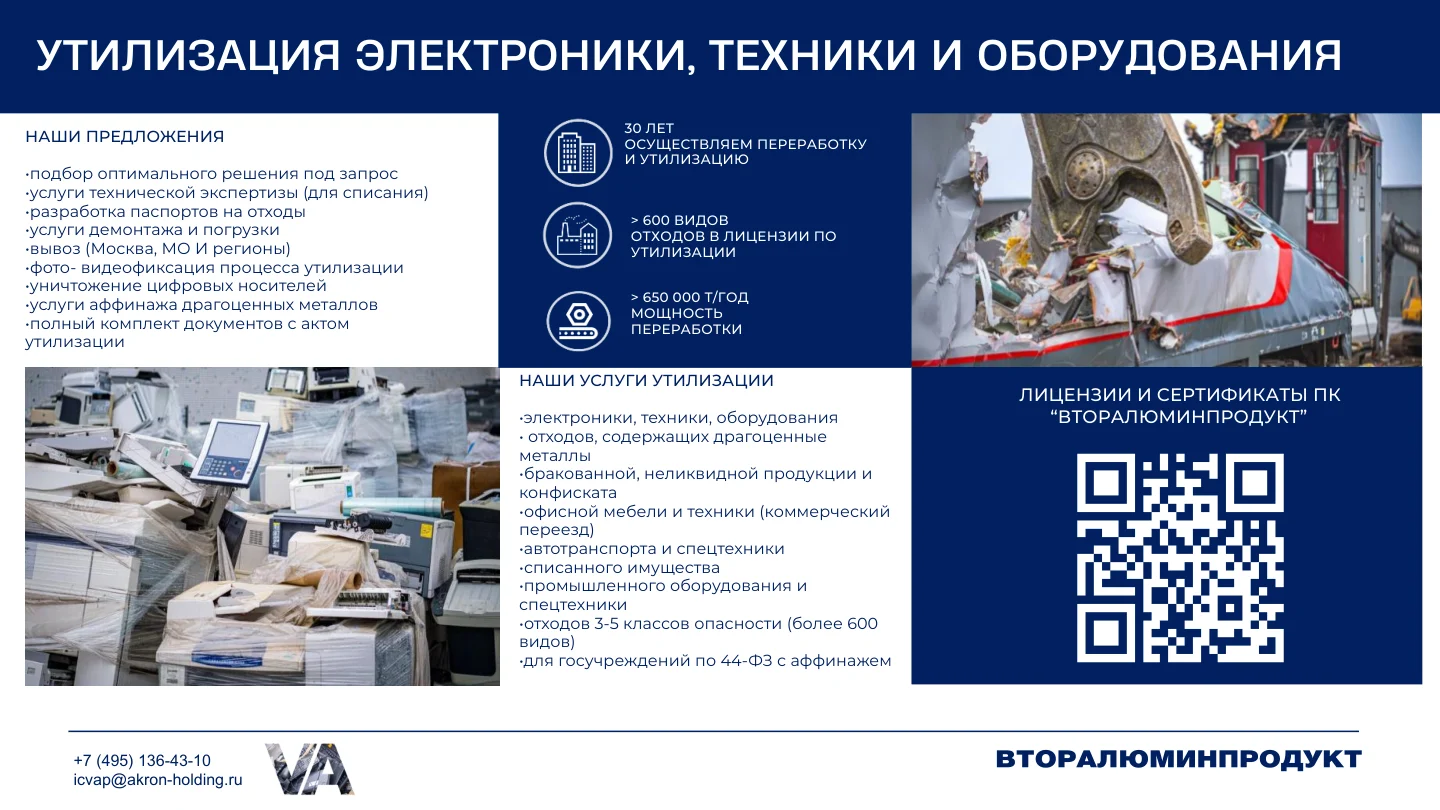 УТИЛИЗАЦИЯ ЭЛЕКТРОНИКИ, ТЕХНИКИ И ОБОРУДОВАНИЯ
НАШИ ПРЕДЛОЖЕНИЯ
•подбор оптимального решения под запрос
•услуги технической экспертизы (для списания)
•разработка паспортов на отходы
•услуги демонтажа и погрузки
•вывоз (Москва, МО И регионы)
•фото- видеофиксация процесса утилизации
•уничтожение цифровых носителей
•услуги аффинажа драгоценных металлов
•полный комплект документов с актом
утилизации
30 ЛЕТ
ОСУЩЕСТВЛЯЕМ ПЕРЕРАБОТКУ
И УТИЛИЗАЦИЮ
> 600 ВИДОВ
ОТХОДОВ В ЛИЦЕНЗИИ ПО
УТИЛИЗАЦИИ
> 650 000 Т/ГОД
МОЩНОСТЬ
ПЕРЕРАБОТКИ
НАШИ УСЛУГИ УТИЛИЗАЦИИ
•электроники, техники, оборудования
• отходов, содержащих драгоценные
металлы
•бракованной, неликвидной продукции и
конфиската
•офисной мебели и техники (коммерческий
переезд)
•автотранспорта и спецтехники
•списанного имущества
•промышленного оборудования и
спецтехники
•отходов 3-5 классов опасности (более 600
видов)
•для госучреждений по 44-ФЗ с аффинажем
ЛИЦЕНЗИИ И СЕРТИФИКАТЫ ПК
“ВТОРАЛЮМИНПРОДУКТ”
+7 (495) 136-43-10
icvap@akron-holding.ru
VA
ВТОРАЛЮМИНПРОДУКТ